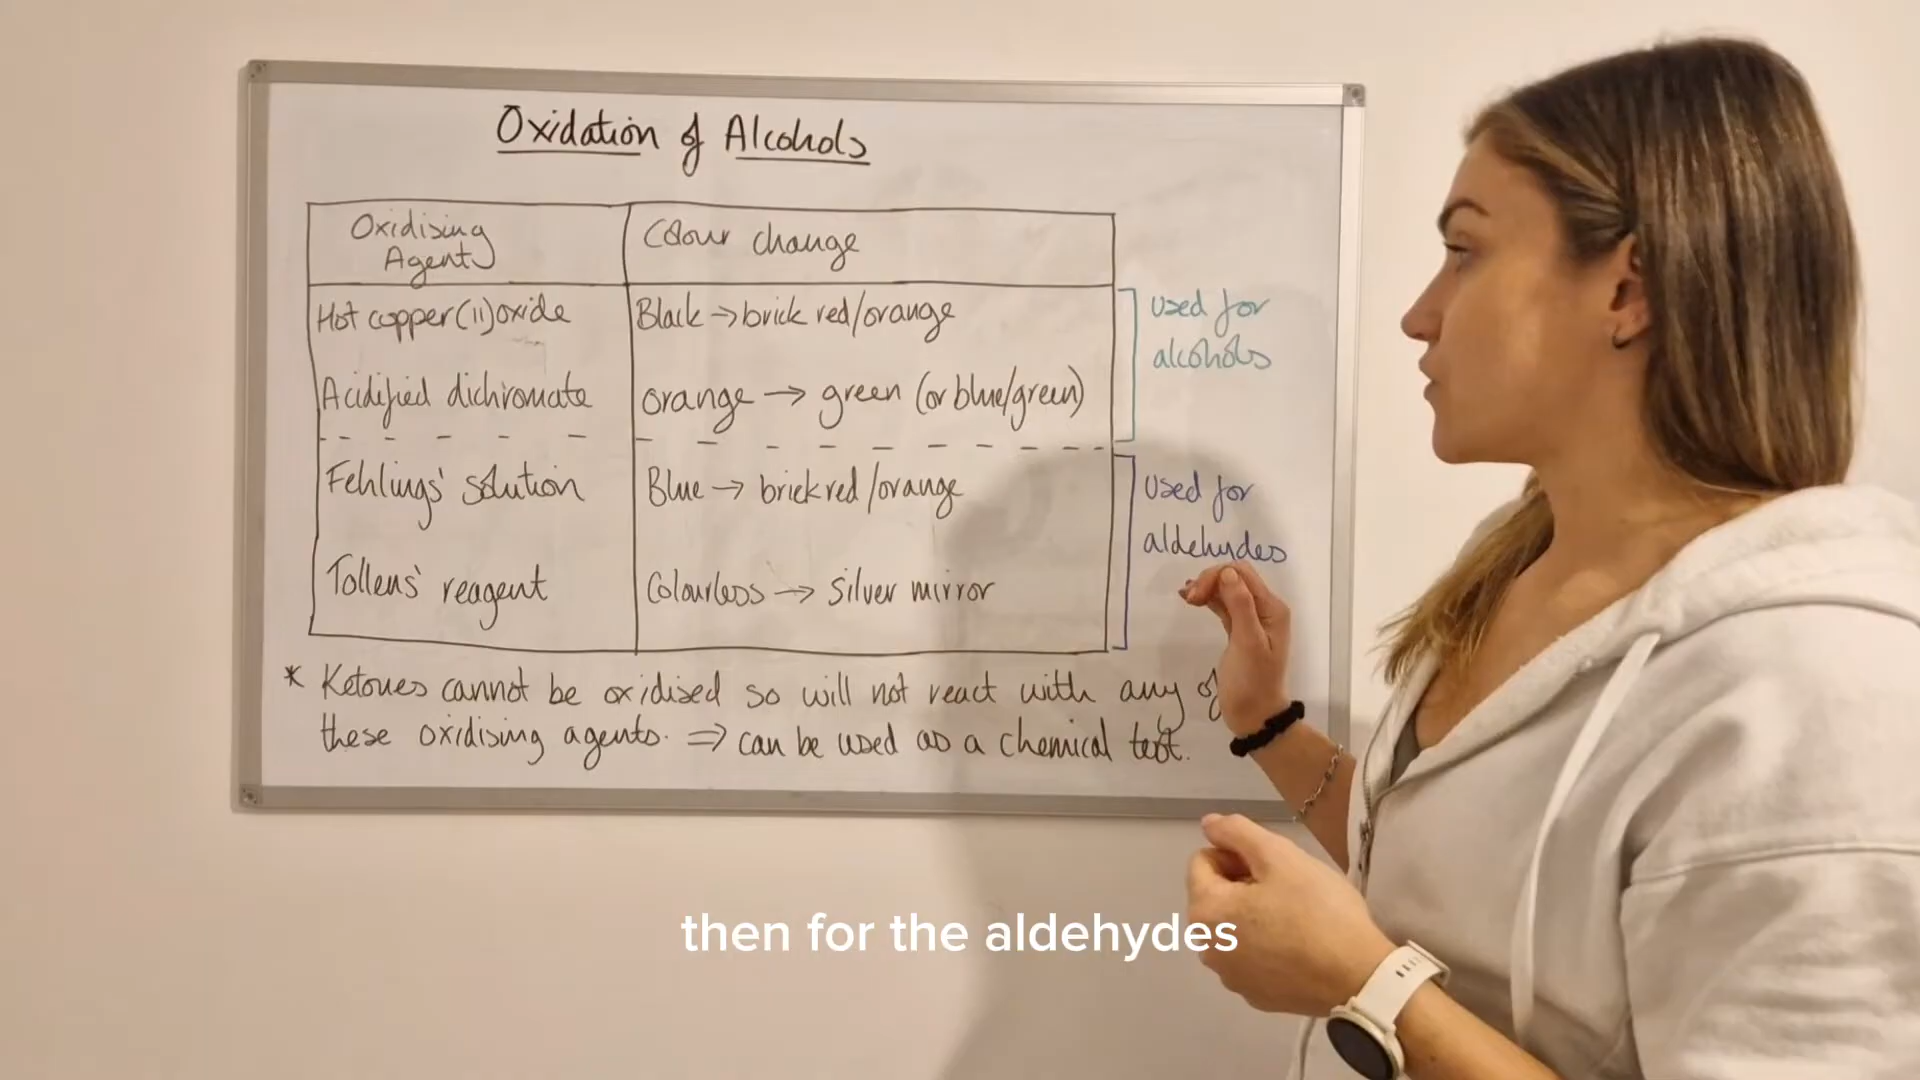 Oxidation of Alcohols
Oxidising
Agent
Colour change
Hot copper(II)oxide
Black → brick red/orange
used for
alcohols
Acidified dichromate
orange → green (or blue/green)
Fehlings' solution
Blue → brick red/orange
used for
aldehydes
Tollens' reagent
Colourless → silver mirror
* Ketones cannot be oxidised so will not react with any of
these oxidising agents. ⇒ can be used as a chemical test.
then for the aldehydes